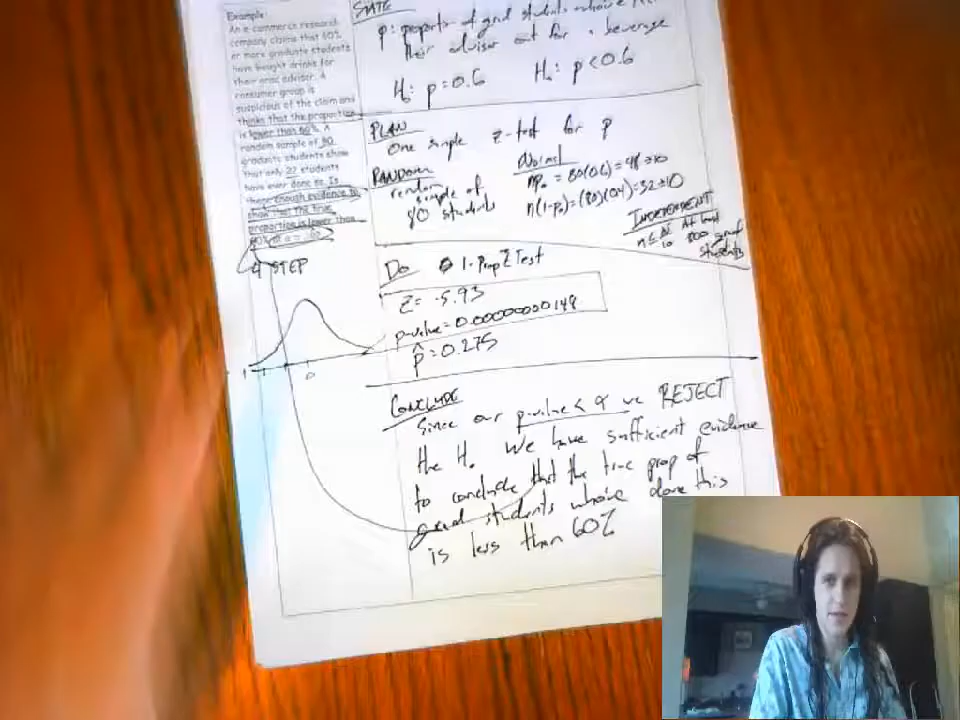 Example:
An e-commerce research
company claims that 60%
or more graduate students
have bought drinks for
their advisor. A
consumer group is
suspicious of the claim and
thinks that the proportion
is lower than 60%. A
random sample of 80
graduate students show
that only 22 students
have ever done so. Is
there enough evidence to
show that the true
proportion is lower than
60%
4 STEP
STATE
p: proportion of grad students
their advisor out for a beverage
H₀: p=0.6 Hₐ: p<0.6
PLAN
One sample z-test for p
RANDOM
random
sample of
80 students
Normal
np₀ = 80(0.6)=48≥10
n(1-p₀)=(80)(0.4)=32≥10
INDEPENDENT
At least
800 grad
students
Do 1-PropZTest
Z= -5.93
p-value=0.00000000149
p̂=0.275
0
CONCLUDE
Since our p-value< α we REJECT
the H₀. We have sufficient evidence
to conclude that the true prop of
grad students who've done this
is less than 60%